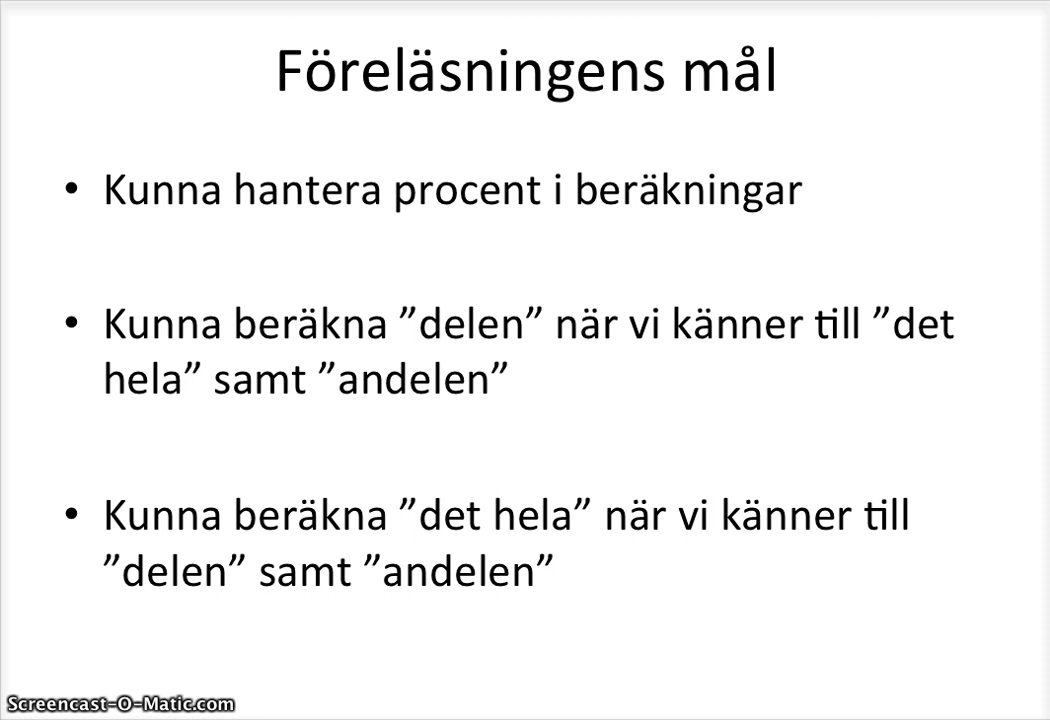 Föreläsningens mål
• Kunna hantera procent i beräkningar
• Kunna beräkna ”delen” när vi känner till ”det
hela” samt ”andelen”
• Kunna beräkna ”det hela” när vi känner till
”delen” samt ”andelen”
Screencast-O-Matic.com